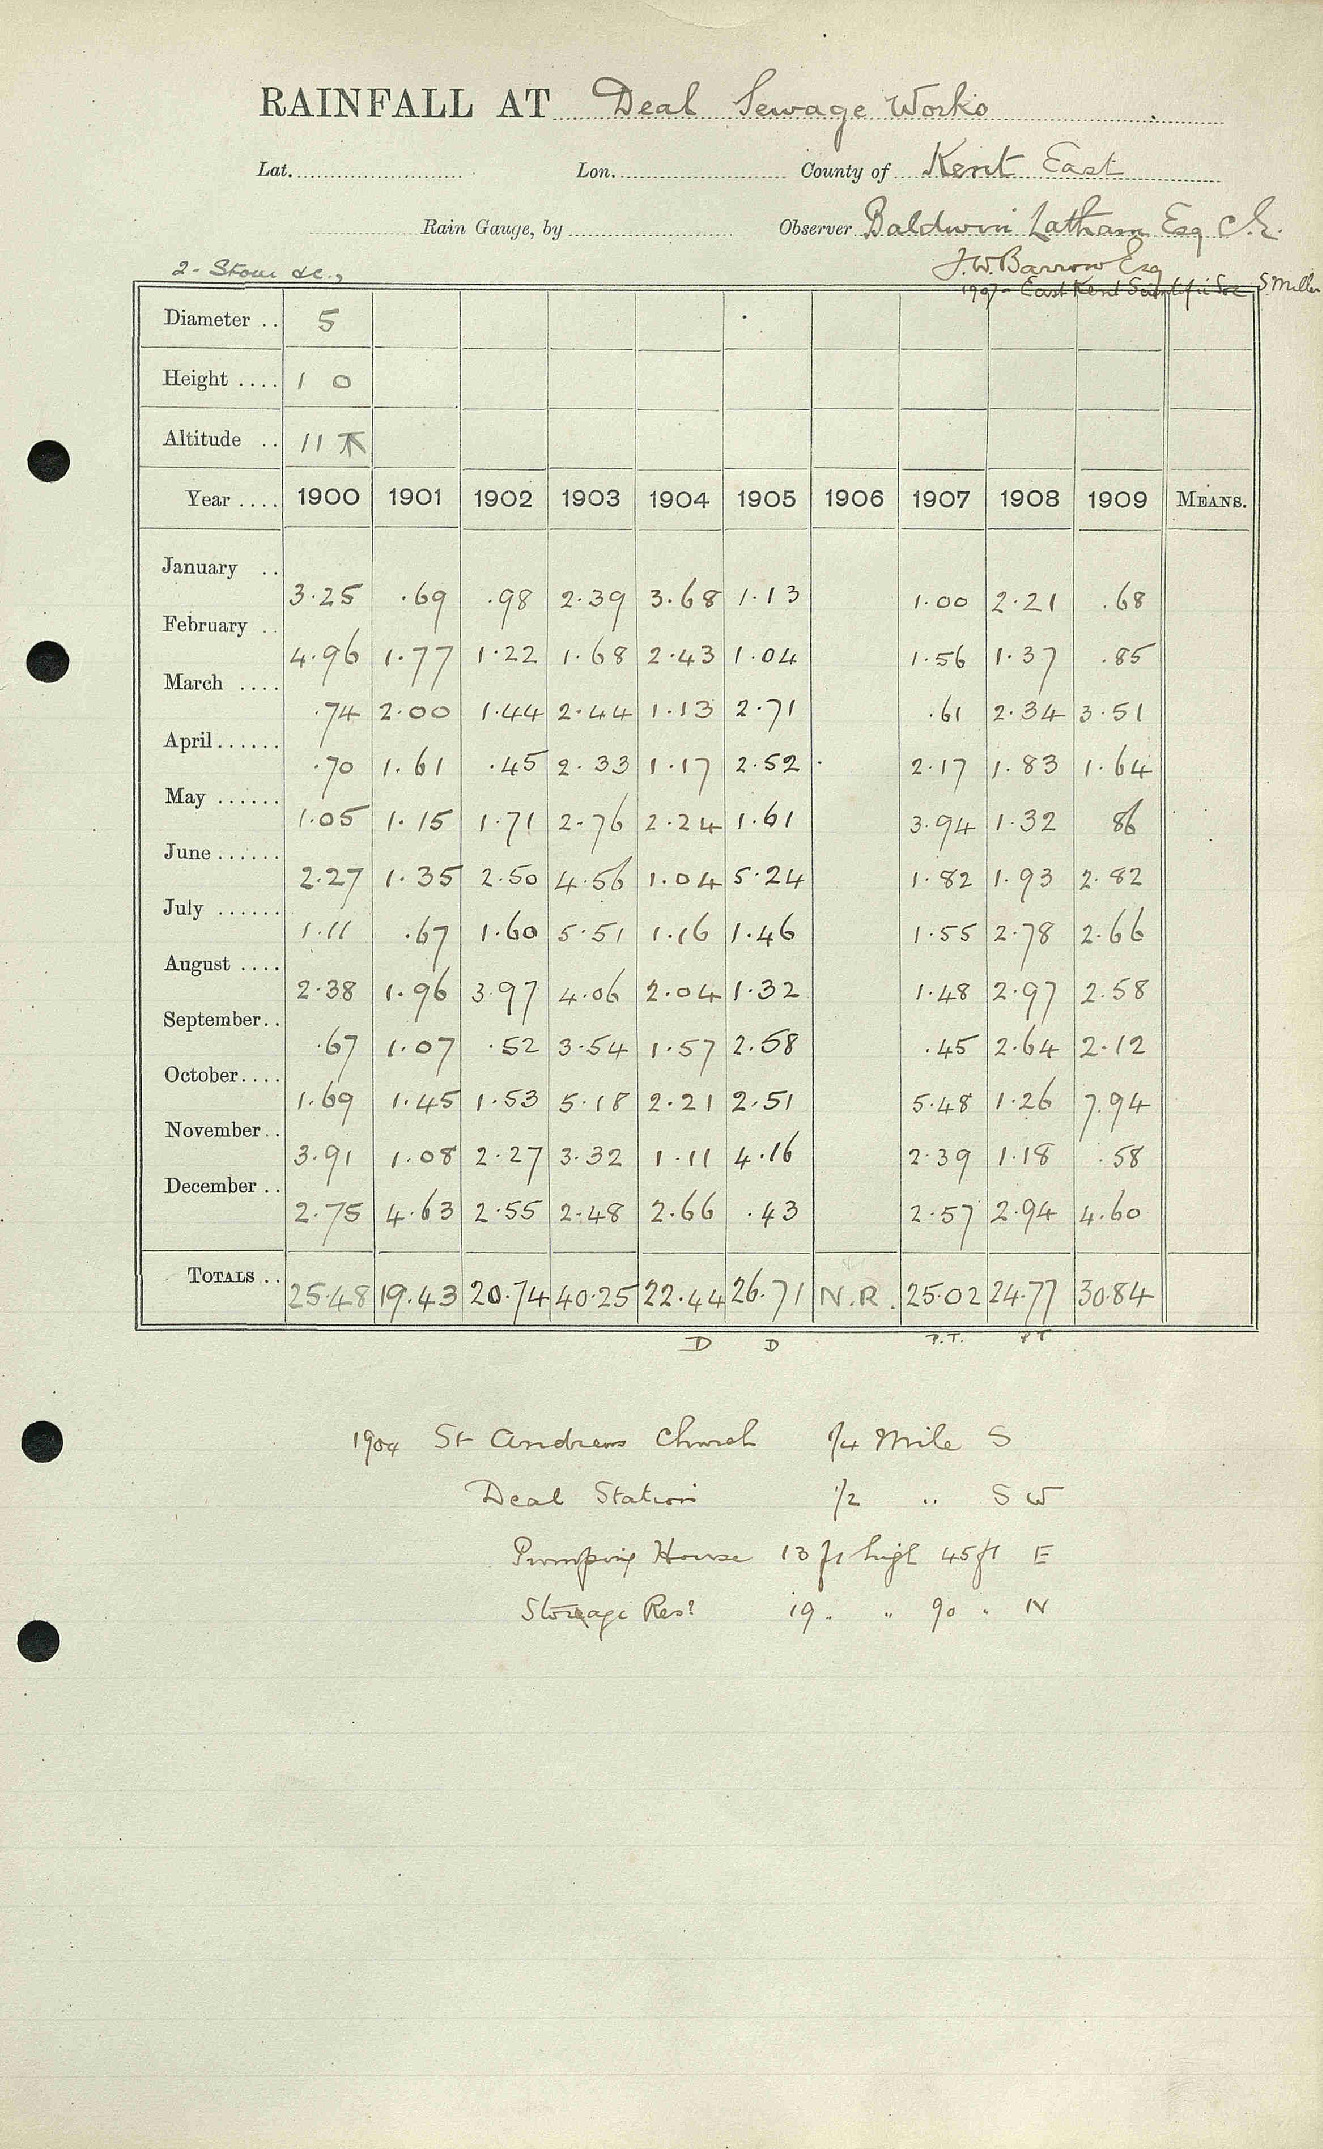 RAINFALL AT Deal Sewage Works
Lat. Lon. County of Kent East
Rain Gauge, by Observer Baldwin Latham Esq C.E.
2- Stour &c., J.W. Barrow Esq
1907- East Kent Scientific Soc S Miller
Diameter .. 5
Height .... 1 0
Altitude .. 11
Year .... 1900 1901 1902 1903 1904 1905 1906 1907 1908 1909 MEANS.
January .. 3.25 .69 .98 2.39 3.68 1.13 1.00 2.21 .68
February .. 4.96 1.77 1.22 1.68 2.43 1.04 1.56 1.37 .85
March .... .74 2.00 1.44 2.44 1.13 2.71 .61 2.34 3.51
April...... .70 1.61 .45 2.33 1.17 2.52 2.17 1.83 1.64
May ...... 1.05 1.15 1.71 2.76 2.24 1.61 3.94 1.32 86
June...... 2.27 1.35 2.50 4.56 1.04 5.24 1.82 1.93 2.82
July ...... 1.11 .67 1.60 5.51 1.16 1.46 1.55 2.78 2.66
August .... 2.38 1.96 3.97 4.06 2.04 1.32 1.48 2.97 2.58
September.. .67 1.07 .52 3.54 1.57 2.58 .45 2.64 2.12
October.... 1.69 1.45 1.53 5.18 2.21 2.51 5.48 1.26 7.94
November.. 3.91 1.08 2.27 3.32 1.11 4.16 2.39 1.18 .58
December .. 2.75 4.63 2.55 2.48 2.66 .43 2.57 2.94 4.60
TOTALS .. 25.48 19.43 20.74 40.25 22.44 26.71 N.R. 25.02 24.77 30.84
D D P.T. PT
1904 St Andrews Church 1/4 Mile S
Deal Station 1/2 " S W
Pumping House 13 ft high 45 ft E
Storage Resr 19 " " 90 " N